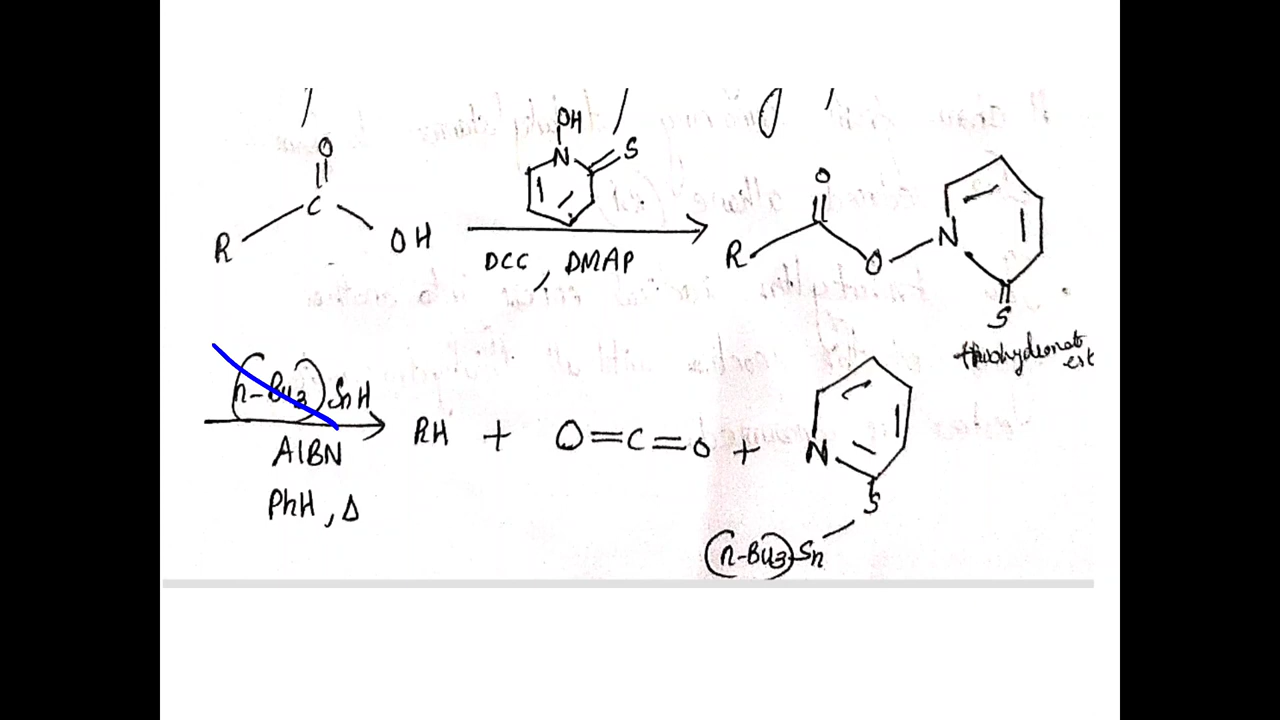 OH
O
N
S
C
R
OH
DCC, DMAP
O
R
O
N
S
(n-Bu3) SnH
AIBN
PhH, Δ
RH + O=C=O +
N
S
(n-Bu3)-Sn